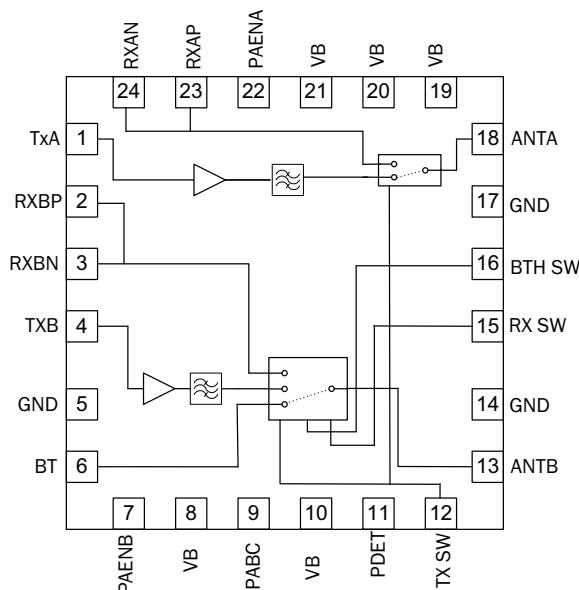 RXAN RXAP PAENA VB VB VB
24 23 22 21 20 19
TxA 1 18 ANTA
RXBP 2 17 GND
RXBN 3 16 BTH SW
TXB 4 15 RX SW
GND 5 14 GND
BT 6 13 ANTB
7 8 9 10 11 12
PAENB VB PABC VB PDET TX SW